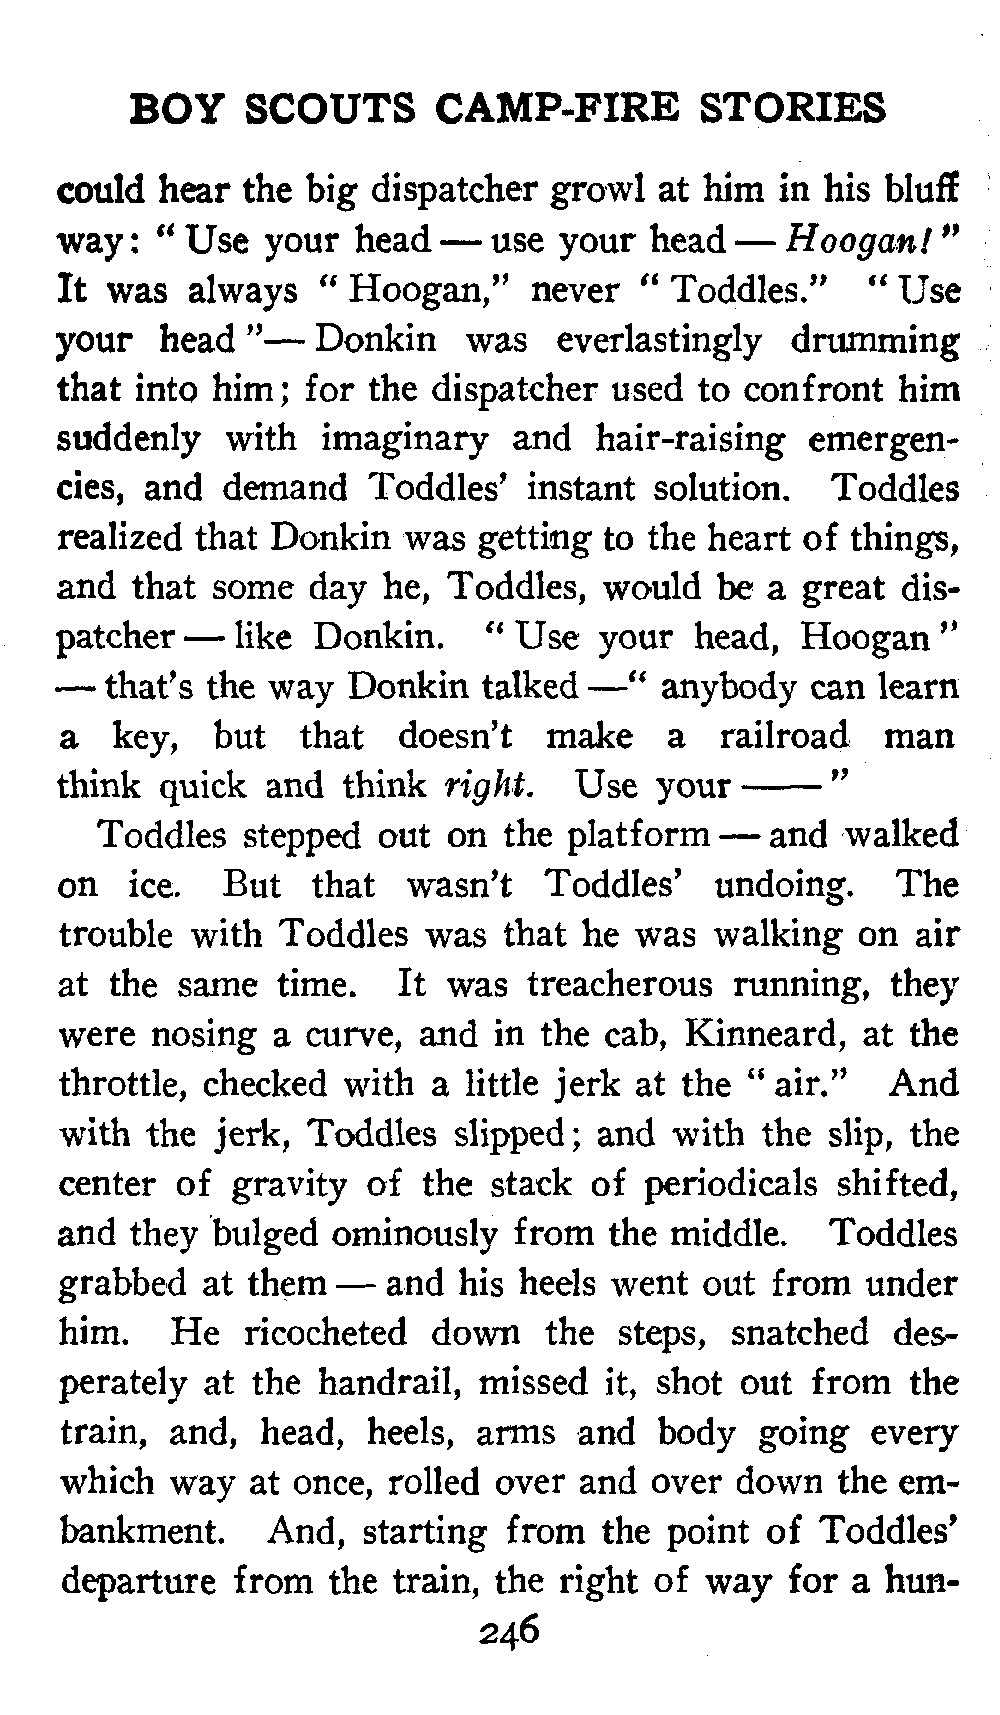 BOY SCOUTS CAMP-FIRE STORIES
could hear the big dispatcher growl at him in his bluff
way: " Use your head — use your head — Hoogan! "
It was always " Hoogan," never " Toddles." " Use
your head "— Donkin was everlastingly drumming
that into him; for the dispatcher used to confront him
suddenly with imaginary and hair-raising emergen-
cies, and demand Toddles' instant solution. Toddles
realized that Donkin was getting to the heart of things,
and that some day he, Toddles, would be a great dis-
patcher — like Donkin. " Use your head, Hoogan "
— that's the way Donkin talked —" anybody can learn
a key, but that doesn't make a railroad man
think quick and think right. Use your —— "
Toddles stepped out on the platform — and walked
on ice. But that wasn't Toddles' undoing. The
trouble with Toddles was that he was walking on air
at the same time. It was treacherous running, they
were nosing a curve, and in the cab, Kinneard, at the
throttle, checked with a little jerk at the " air." And
with the jerk, Toddles slipped; and with the slip, the
center of gravity of the stack of periodicals shifted,
and they bulged ominously from the middle. Toddles
grabbed at them — and his heels went out from under
him. He ricocheted down the steps, snatched des-
perately at the handrail, missed it, shot out from the
train, and, head, heels, arms and body going every
which way at once, rolled over and over down the em-
bankment. And, starting from the point of Toddles'
departure from the train, the right of way for a hun-
246